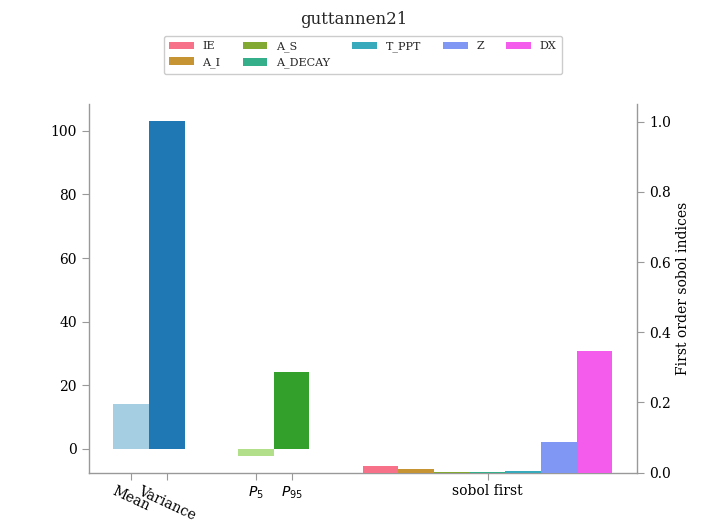 guttannen21
IE A_S T_PPT Z DX
A_I A_DECAY
100
80
60
40
20
0
1.0
0.8
0.6
0.4
0.2
0.0
First order sobol indices
Mean
Variance
P5
P95
sobol first